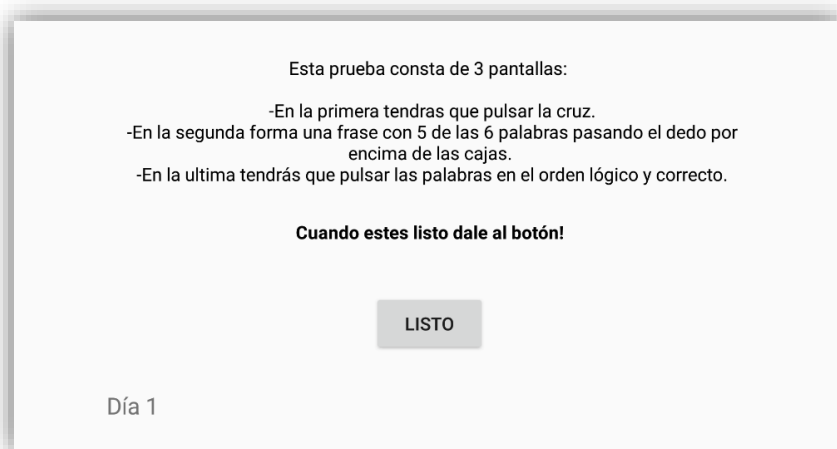 Esta prueba consta de 3 pantallas:
-En la primera tendras que pulsar la cruz.
-En la segunda forma una frase con 5 de las 6 palabras pasando el dedo por
encima de las cajas.
-En la ultima tendrás que pulsar las palabras en el orden lógico y correcto.
Cuando estes listo dale al botón!
LISTO
Día 1